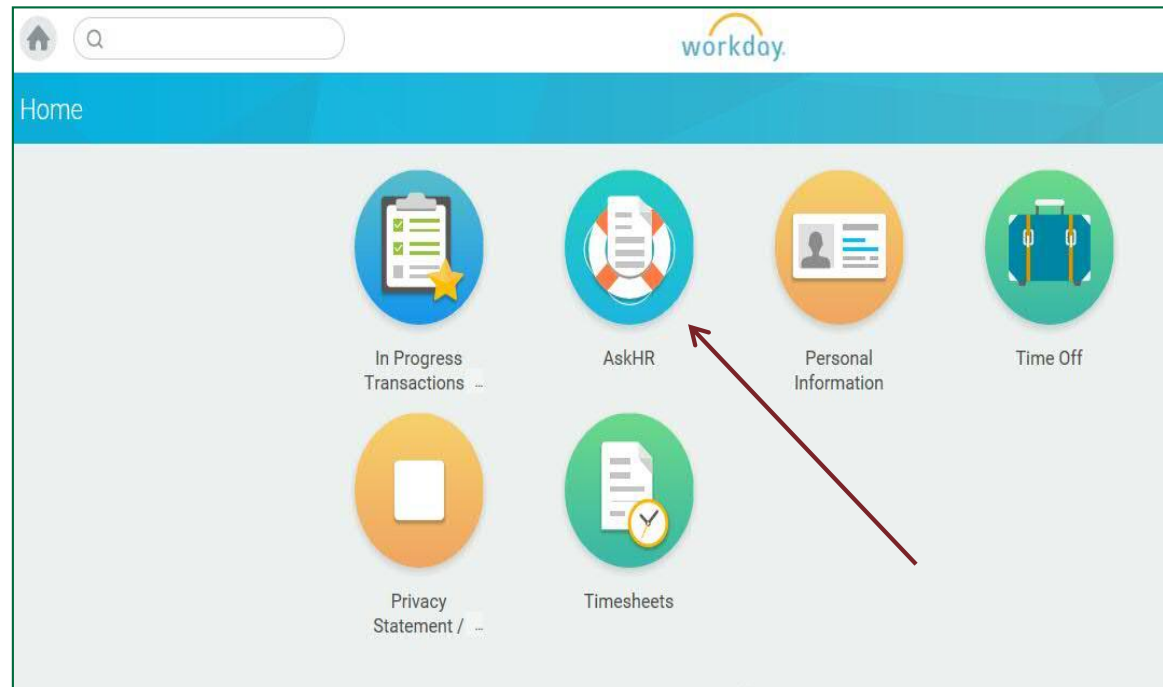 workday.
Home
In Progress
Transactions ...
AskHR
Personal
Information
Time Off
Privacy
Statement / ...
Timesheets